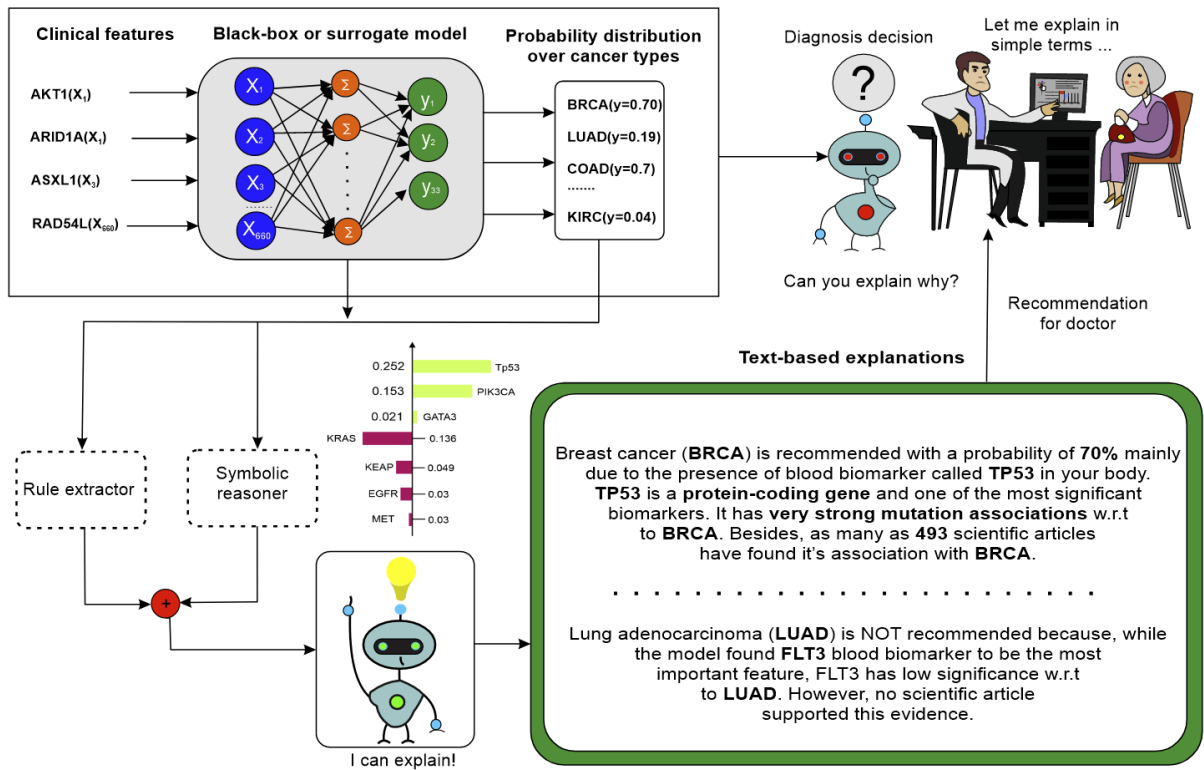 Clinical features
AKT1(X₁)
ARID1A(X₁)
ASXL1(X₃)
RAD54L(X₆₆₀)
Black-box or surrogate model
X₁
X₂
X₃
.......
X₆₆₀
Σ
Σ
Σ
y₁
y₂
y₃₃
Probability distribution
over cancer types
BRCA(y=0.70)
LUAD(y=0.19)
COAD(y=0.7)
.......
KIRC(y=0.04)
Diagnosis decision
?
Can you explain why?
Let me explain in
simple terms ...
Recommendation
for doctor
Rule extractor
Symbolic
reasoner
+
0.252 Tp53
0.153 PIK3CA
0.021 GATA3
KRAS 0.136
KEAP 0.049
EGFR 0.03
MET 0.03
I can explain!
Text-based explanations
Breast cancer (BRCA) is recommended with a probability of 70% mainly
due to the presence of blood biomarker called TP53 in your body.
TP53 is a protein-coding gene and one of the most significant
biomarkers. It has very strong mutation associations w.r.t
to BRCA. Besides, as many as 493 scientific articles
have found it's association with BRCA.
. . . . . . . . . . . . . . . . . . . . . . .
Lung adenocarcinoma (LUAD) is NOT recommended because, while
the model found FLT3 blood biomarker to be the most
important feature, FLT3 has low significance w.r.t
to LUAD. However, no scientific article
supported this evidence.